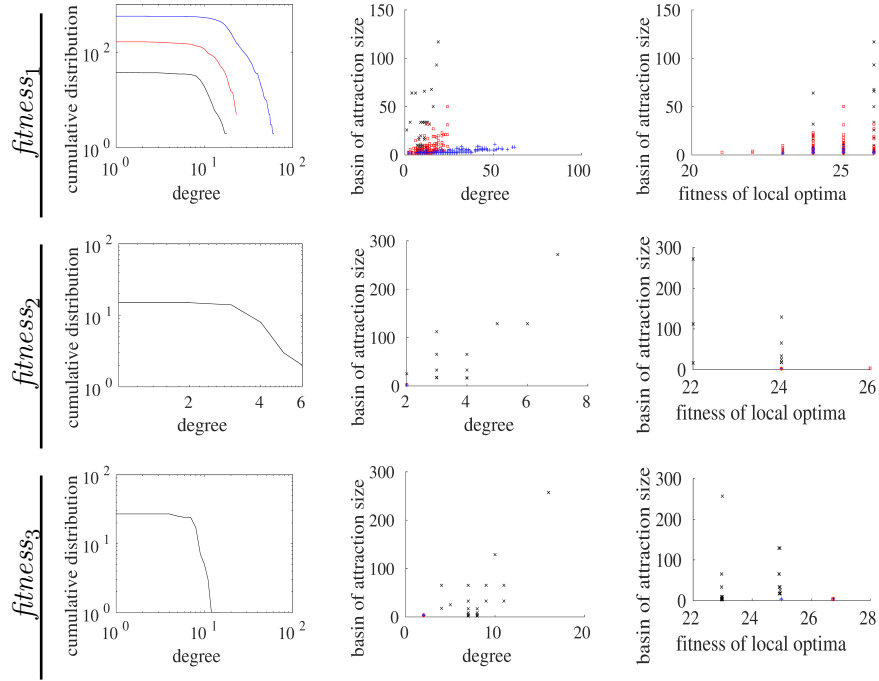 fitness1
cumulative distribution
10^2
10^0
10^0
10^1
10^2
degree
basin of attraction size
150
100
50
0
0
50
100
degree
basin of attraction size
150
100
50
0
20
25
fitness of local optima
fitness2
cumulative distribution
10^2
10^1
10^0
2
4
6
degree
basin of attraction size
300
200
100
0
2
4
6
8
degree
basin of attraction size
300
200
100
0
22
24
26
fitness of local optima
fitness3
cumulative distribution
10^2
10^1
10^0
10^0
10^1
10^2
degree
basin of attraction size
300
200
100
0
0
10
20
degree
basin of attraction size
300
200
100
0
22
24
26
28
fitness of local optima